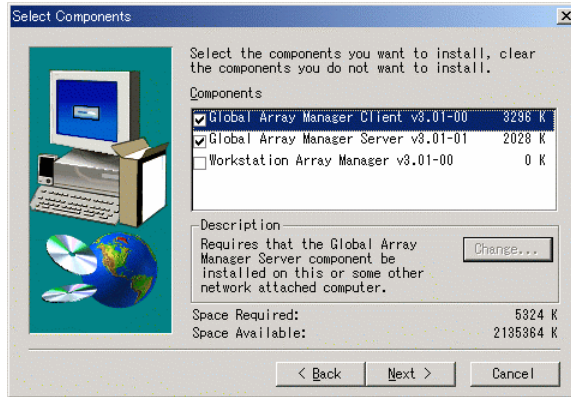 Select Components
Select the components you want to install, clear
the components you do not want to install.
Components
Global Array Manager Client v3.01-00 3296 K
Global Array Manager Server v3.01-01 2028 K
Workstation Array Manager v3.01-00 0 K
Description
Requires that the Global Array
Manager Server component be
installed on this or some other
network attached computer.
Change...
Space Required: 5324 K
Space Available: 2135364 K
< Back Next > Cancel